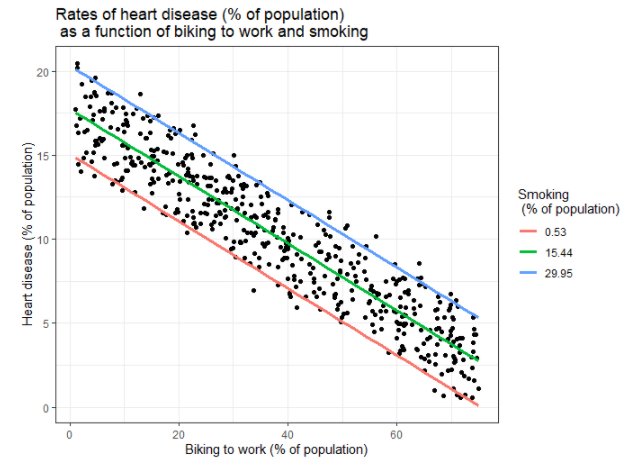 Rates of heart disease (% of population)
as a function of biking to work and smoking
Heart disease (% of population)
20
15
10
5
0
0
20
40
60
Biking to work (% of population)
Smoking
(% of population)
0.53
15.44
29.95